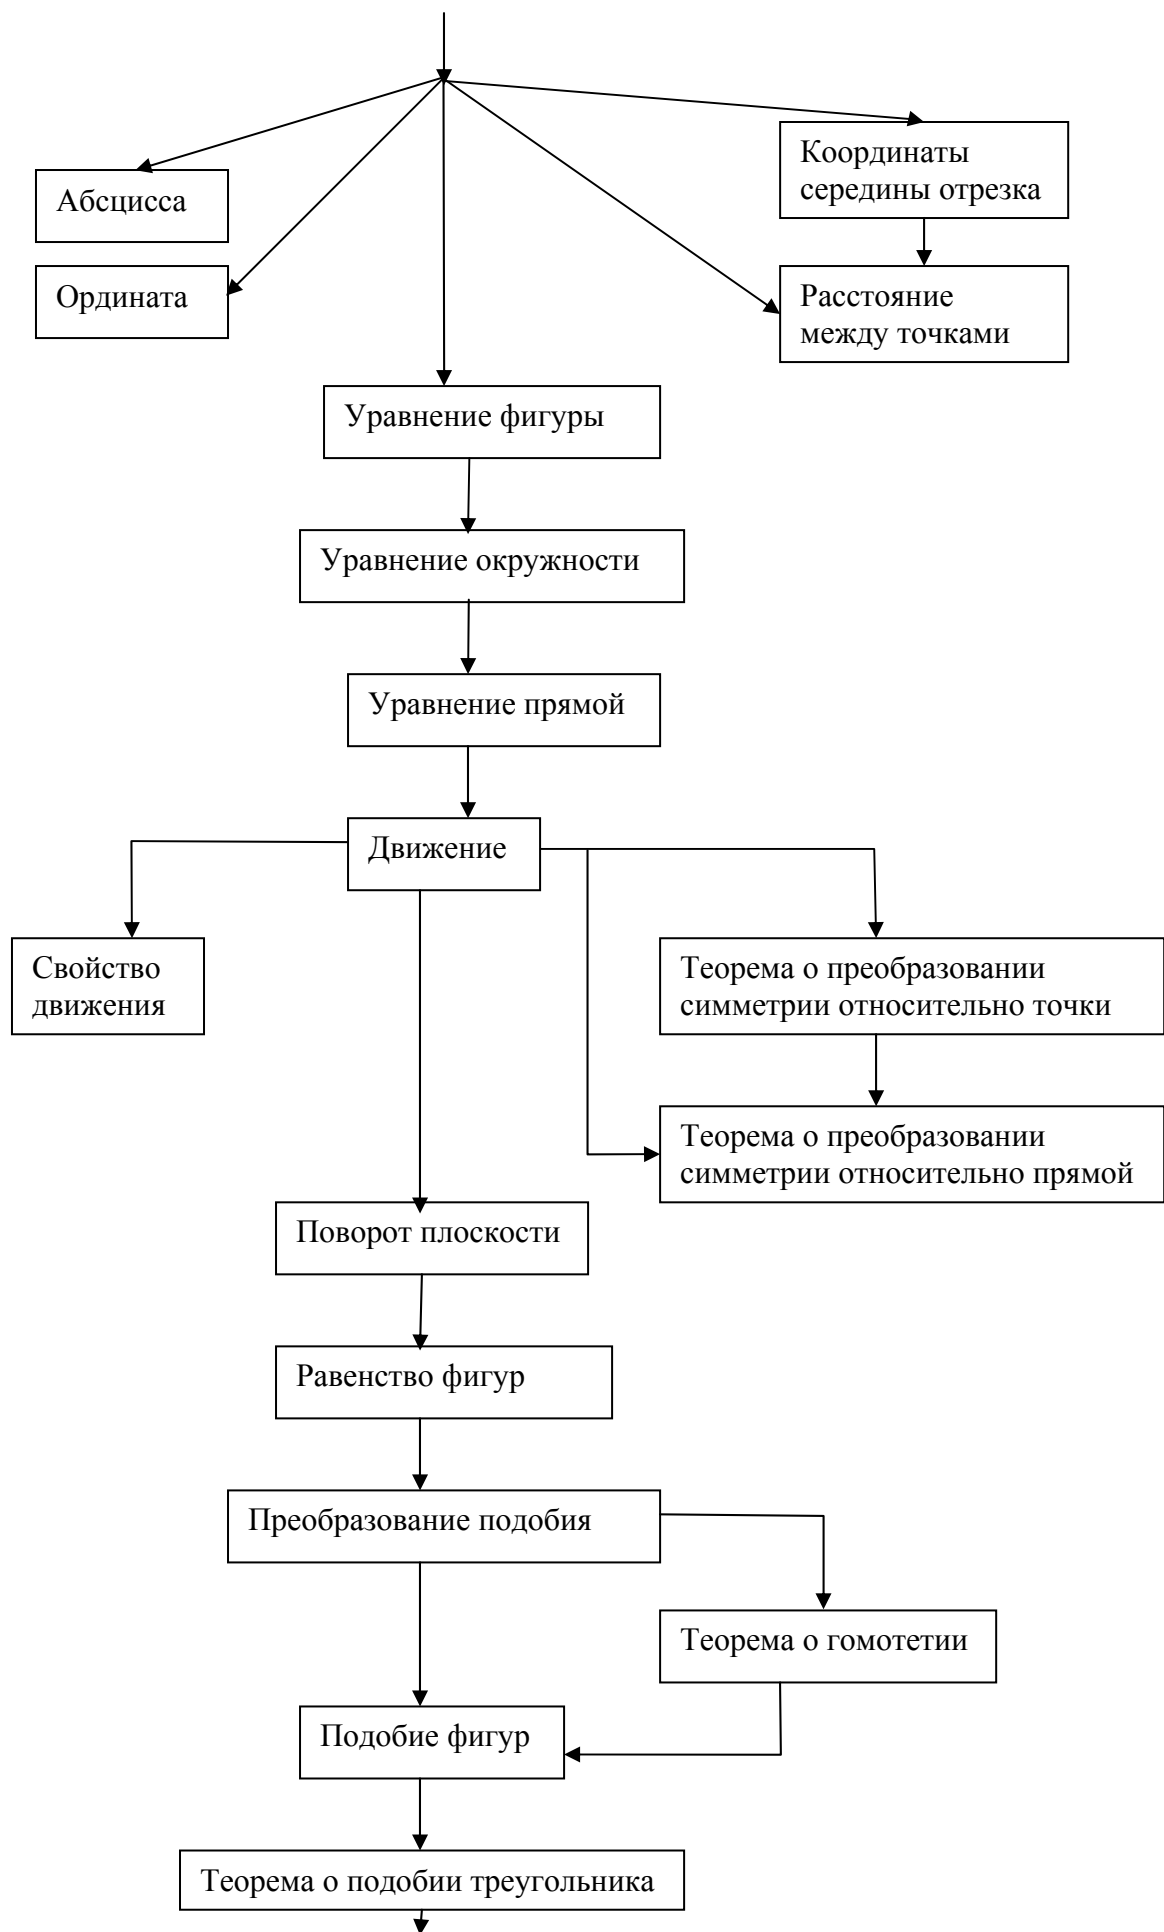 Координаты
середины отрезка
Абсцисса
Ордината
Расстояние
между точками
Уравнение фигуры
Уравнение окружности
Уравнение прямой
Движение
Свойство
движения
Теорема о преобразовании
симметрии относительно точки
Теорема о преобразовании
симметрии относительно прямой
Поворот плоскости
Равенство фигур
Преобразование подобия
Теорема о гомотетии
Подобие фигур
Теорема о подобии треугольника